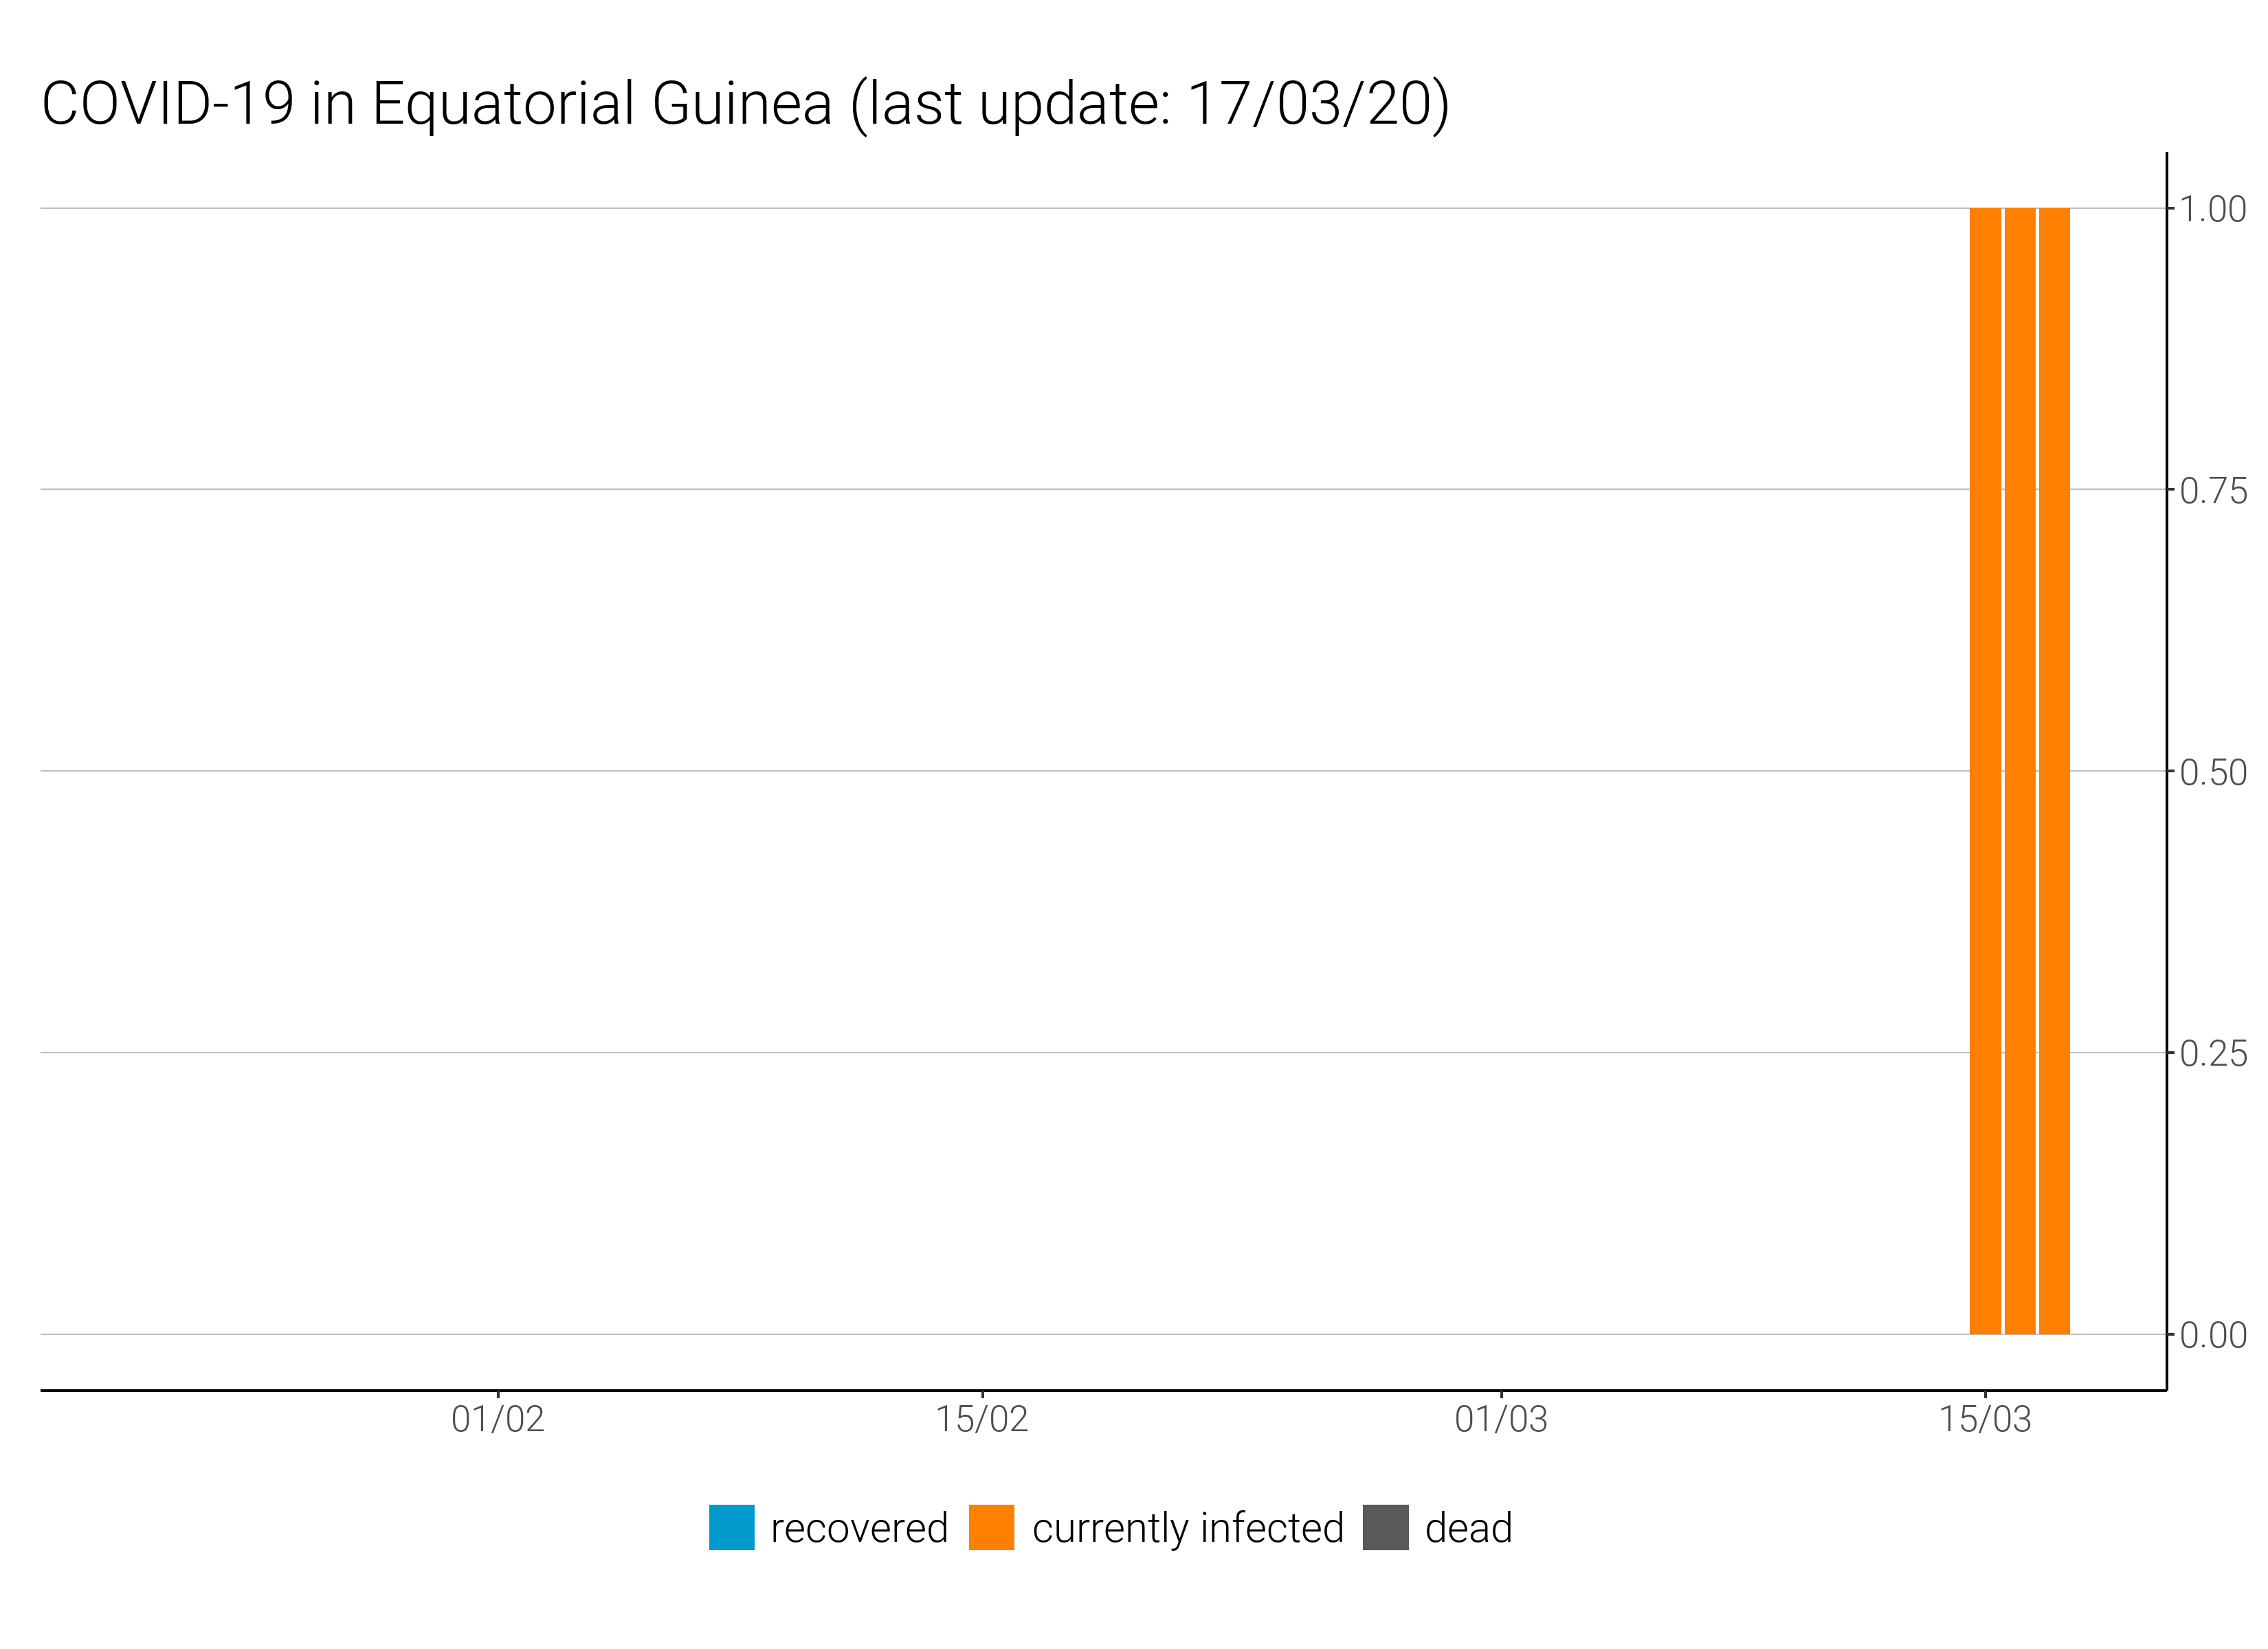 COVID-19 in Equatorial Guinea (last update: 17/03/20)
1.00
0.75
0.50
0.25
0.00
01/02 15/02 01/03 15/03
recovered currently infected dead